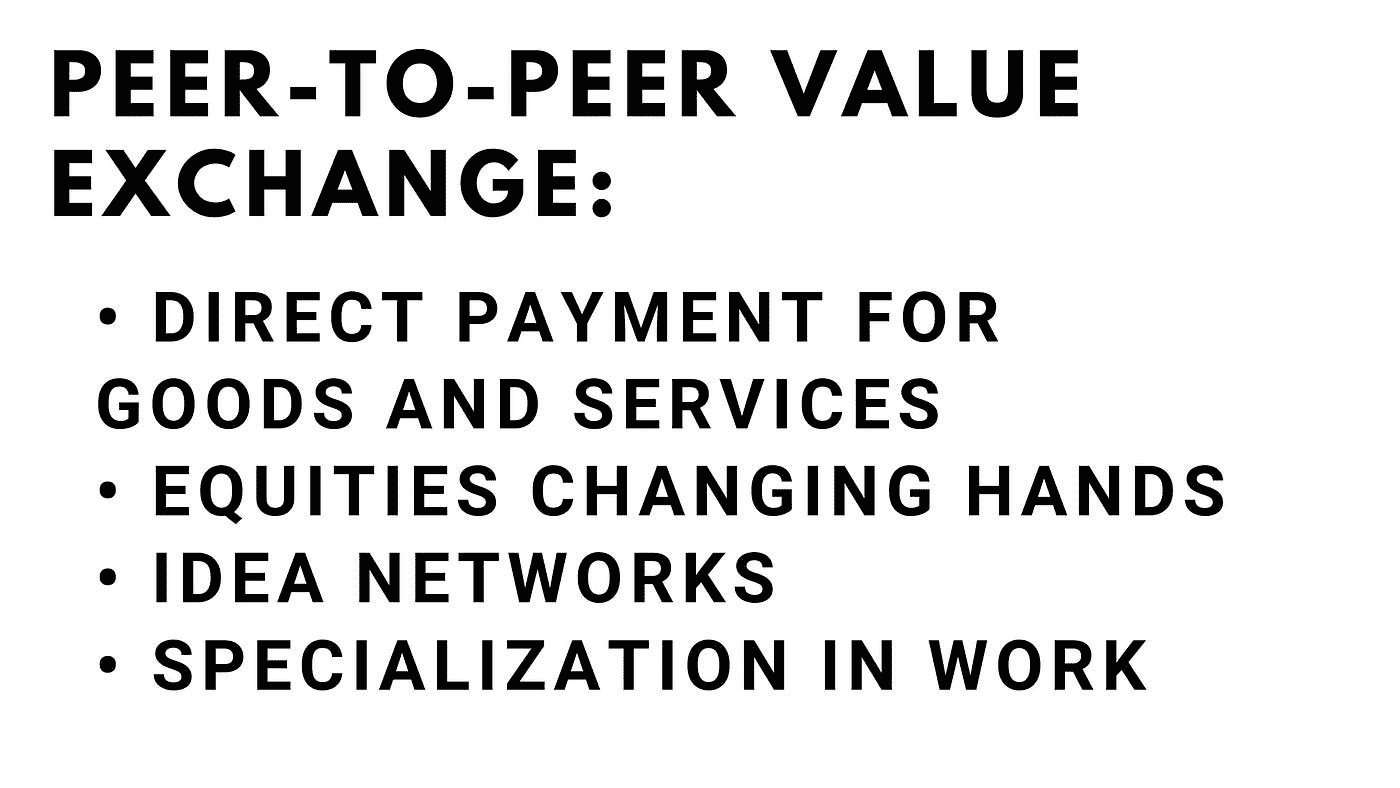 PEER-TO-PEER VALUE
EXCHANGE:
• DIRECT PAYMENT FOR
GOODS AND SERVICES
• EQUITIES CHANGING HANDS
• IDEA NETWORKS
• SPECIALIZATION IN WORK